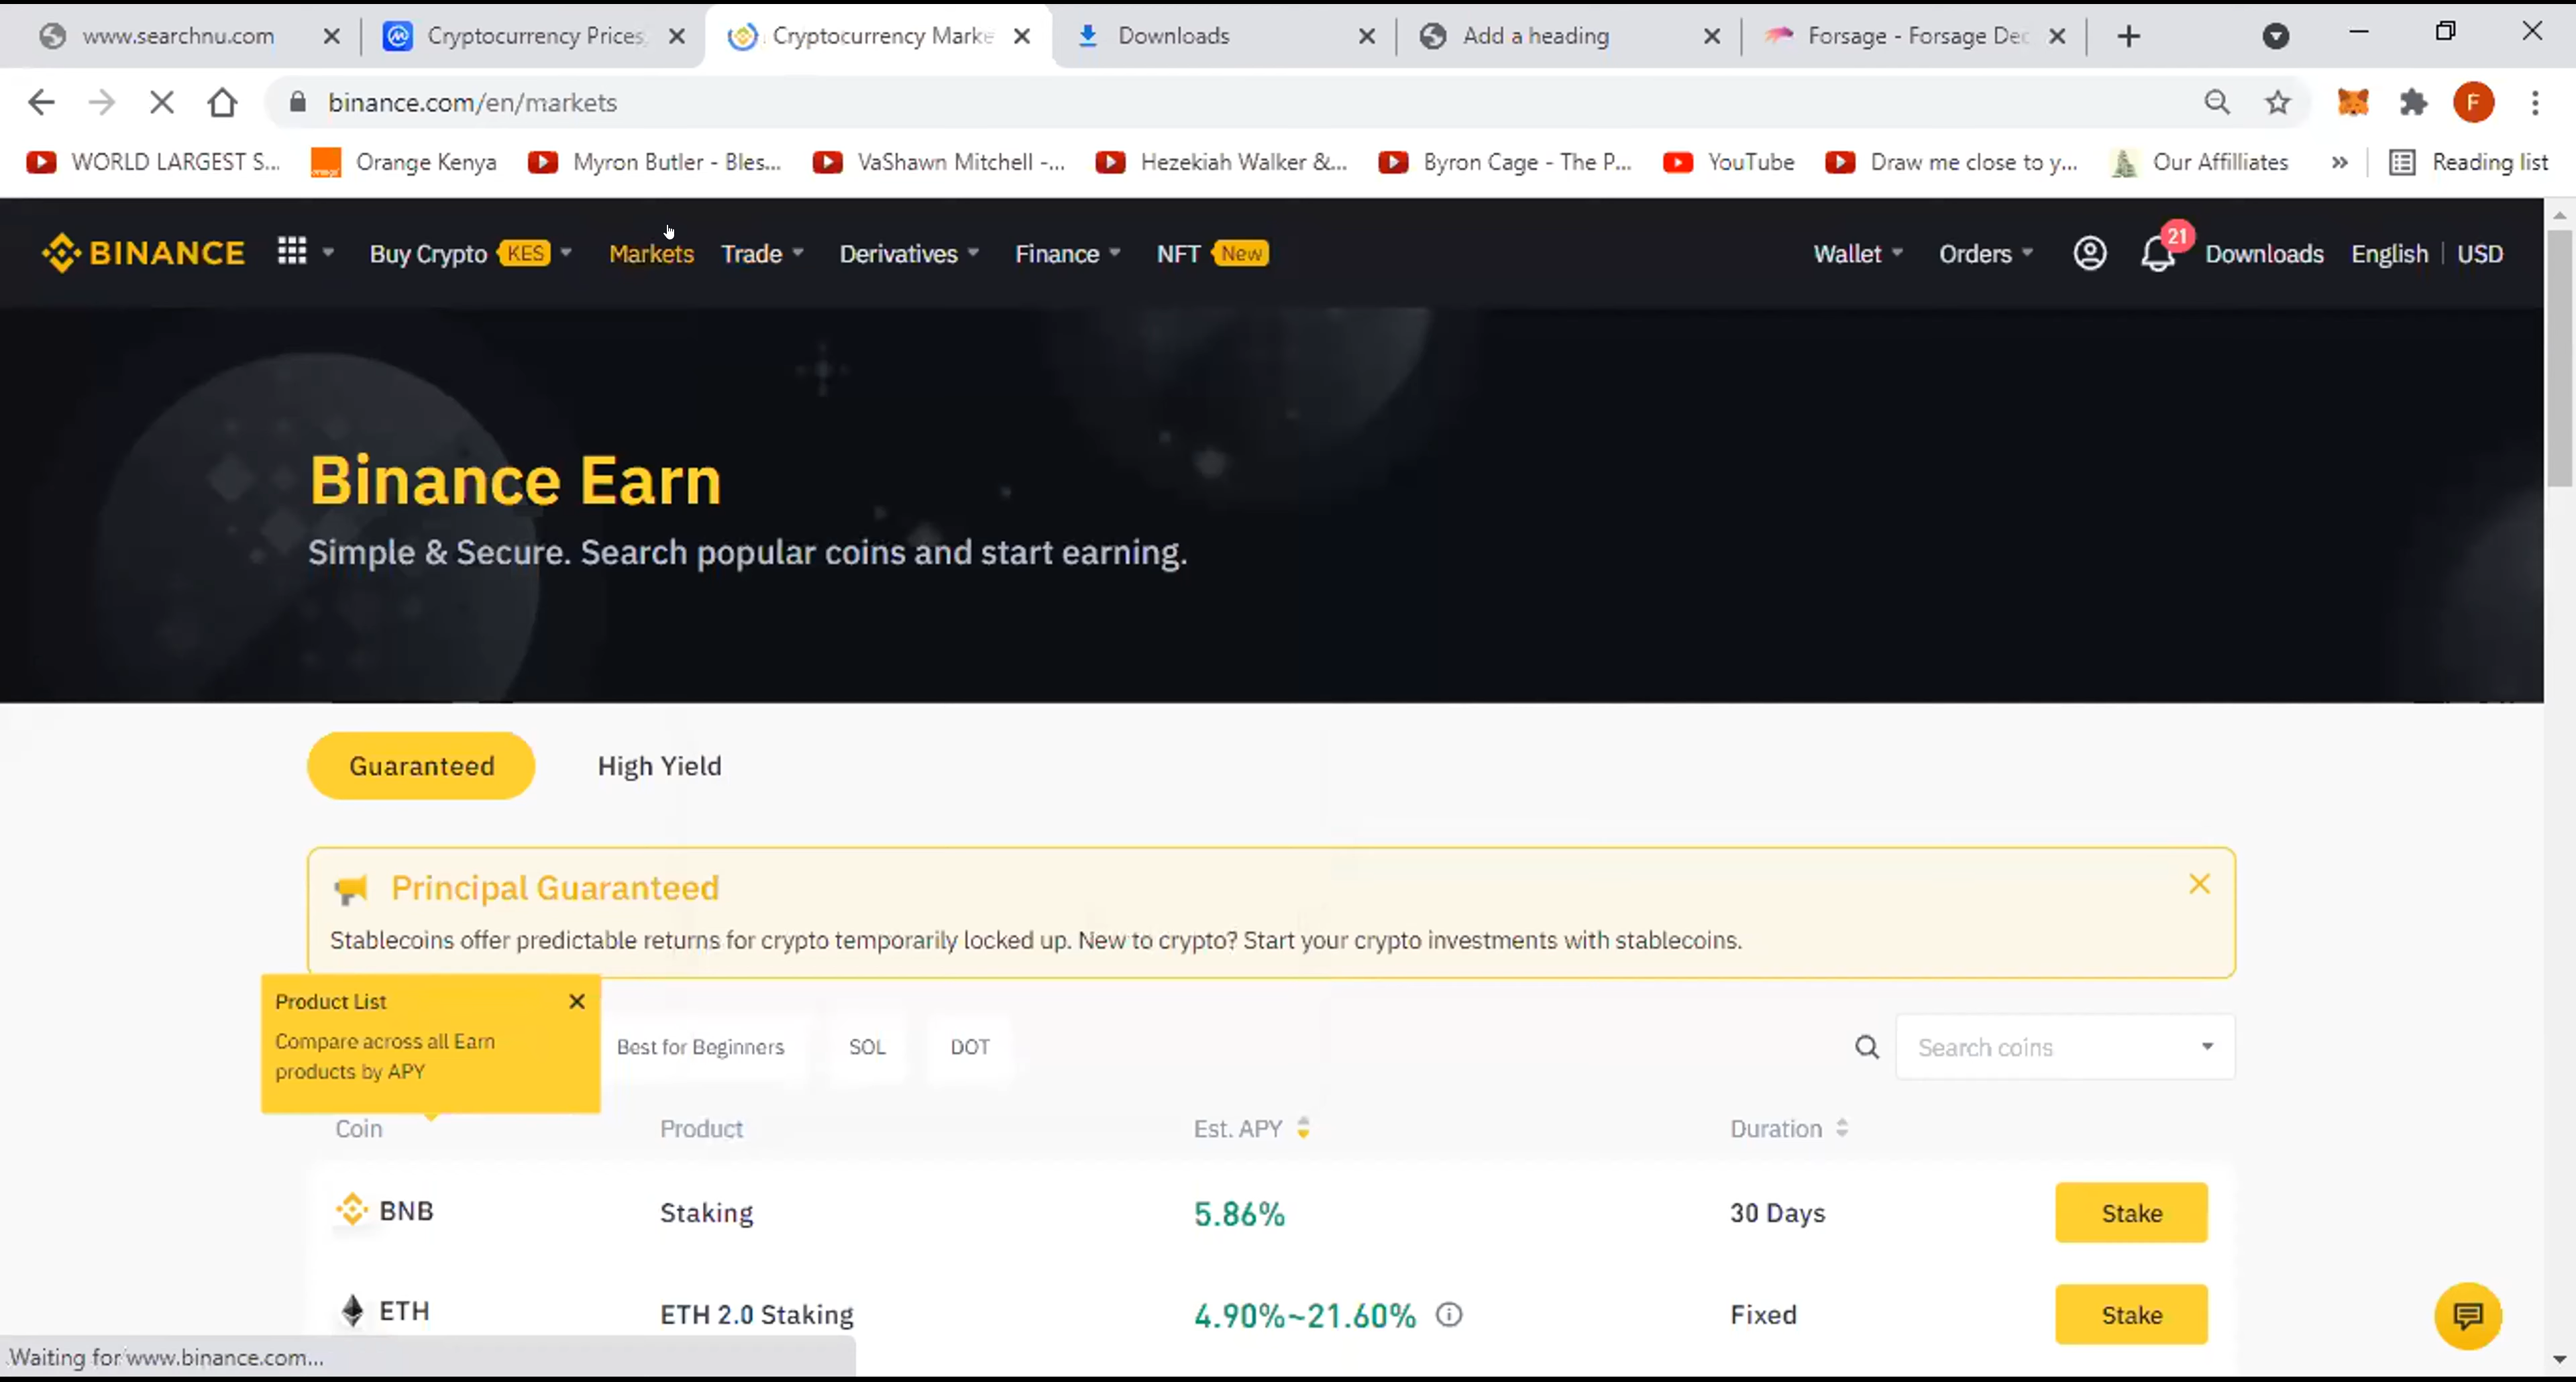 www.searchnu.com
Cryptocurrency Prices,
Cryptocurrency Marke
Downloads
Add a heading
Forsage - Forsage Dec
binance.com/en/markets
F
WORLD LARGEST S...
Orange Kenya
Myron Butler - Bles...
VaShawn Mitchell -...
Hezekiah Walker &...
Byron Cage - The P...
YouTube
Draw me close to y...
Our Affilliates
»
Reading list
BINANCE
Buy Crypto KES
Markets
Trade
Derivatives
Finance
NFT New
Wallet
Orders
21
Downloads
English | USD
Binance Earn
Simple & Secure. Search popular coins and start earning.
Guaranteed
High Yield
Principal Guaranteed
Stablecoins offer predictable returns for crypto temporarily locked up. New to crypto? Start your crypto investments with stablecoins.
Product List
Compare across all Earn
products by APY
Best for Beginners
SOL
DOT
Search coins
Coin Product Est. APY Duration
BNB Staking 5.86% 30 Days Stake
ETH ETH 2.0 Staking 4.90%~21.60% Fixed Stake
Waiting for www.binance.com...